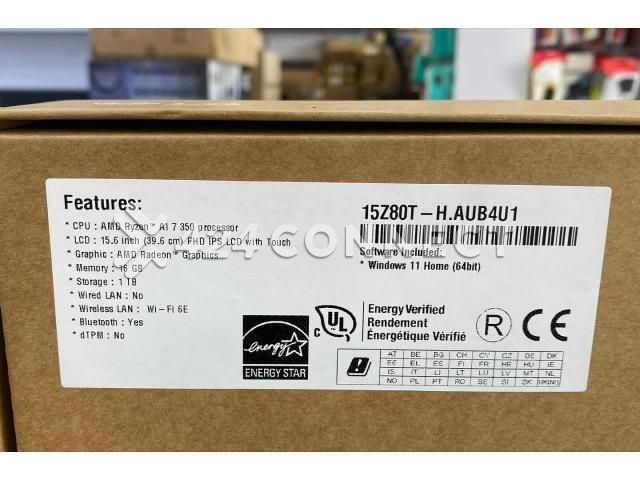 Features:
* CPU : AMD Ryzen™ AI 7 350 processor
* LCD : 15.6 inch (39.6 cm) FHD IPS LCD with Touch
* Graphic : AMD Radeon™ Graphics
* Memory : 16 GB
* Storage : 1 TB
* Wired LAN : No
* Wireless LAN : Wi-Fi 6E
* Bluetooth : Yes
* dTPM : No
15Z80T-H.AUB4U1
Software Included:
* Windows 11 Home (64bit)
424CONNECT
energy
ENERGY STAR
C UL
Energy Verified
Rendement
Énergétique Vérifié
R
CE
AT BE BG CH CY CZ DE DK
EE EL ES FI FR HR HU IE
IS IT LI LT LU LV MT NL
NO PL PT RO SE SI SK UK(NI)